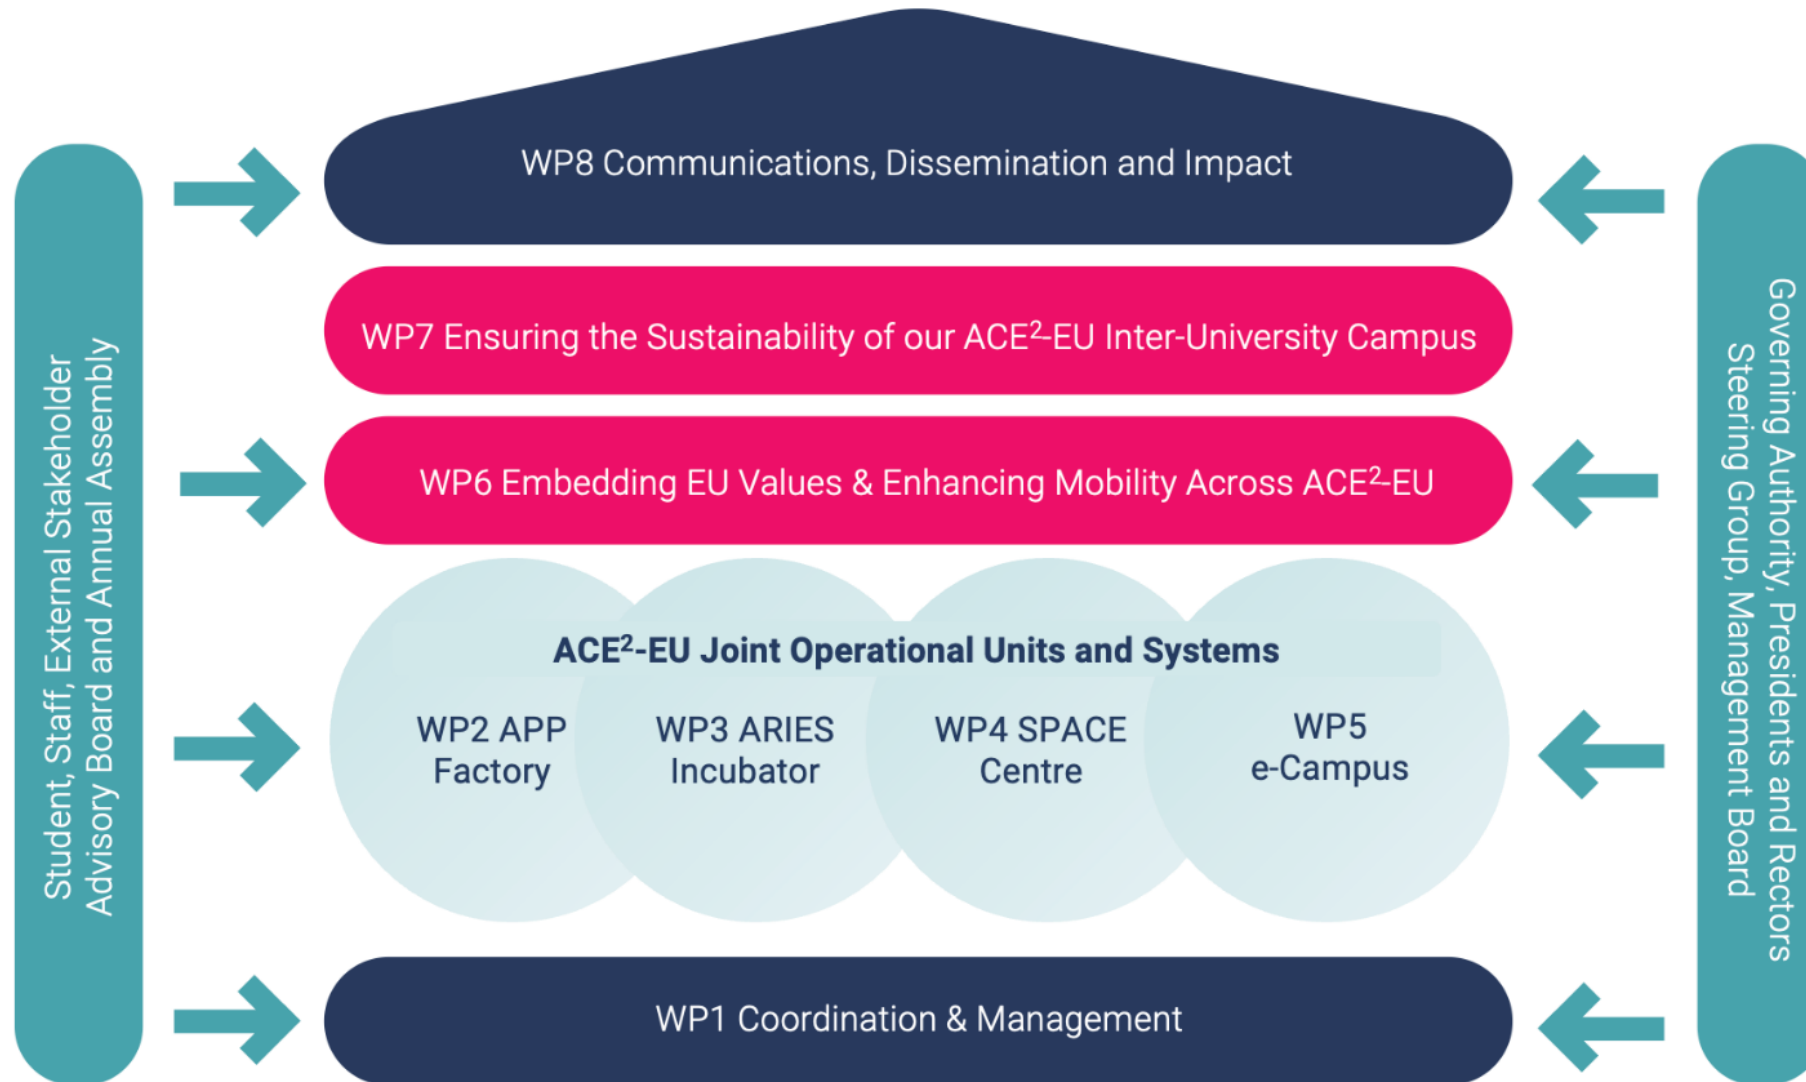 WP8 Communications, Dissemination and Impact
WP7 Ensuring the Sustainability of our ACE²-EU Inter-University Campus
WP6 Embedding EU Values & Enhancing Mobility Across ACE²-EU
ACE²-EU Joint Operational Units and Systems
WP2 APP
Factory
WP3 ARIES
Incubator
WP4 SPACE
Centre
WP5
e-Campus
WP1 Coordination & Management
Student, Staff, External Stakeholder
Advisory Board and Annual Assembly
Governing Authority, Presidents and Rectors
Steering Group, Management Board